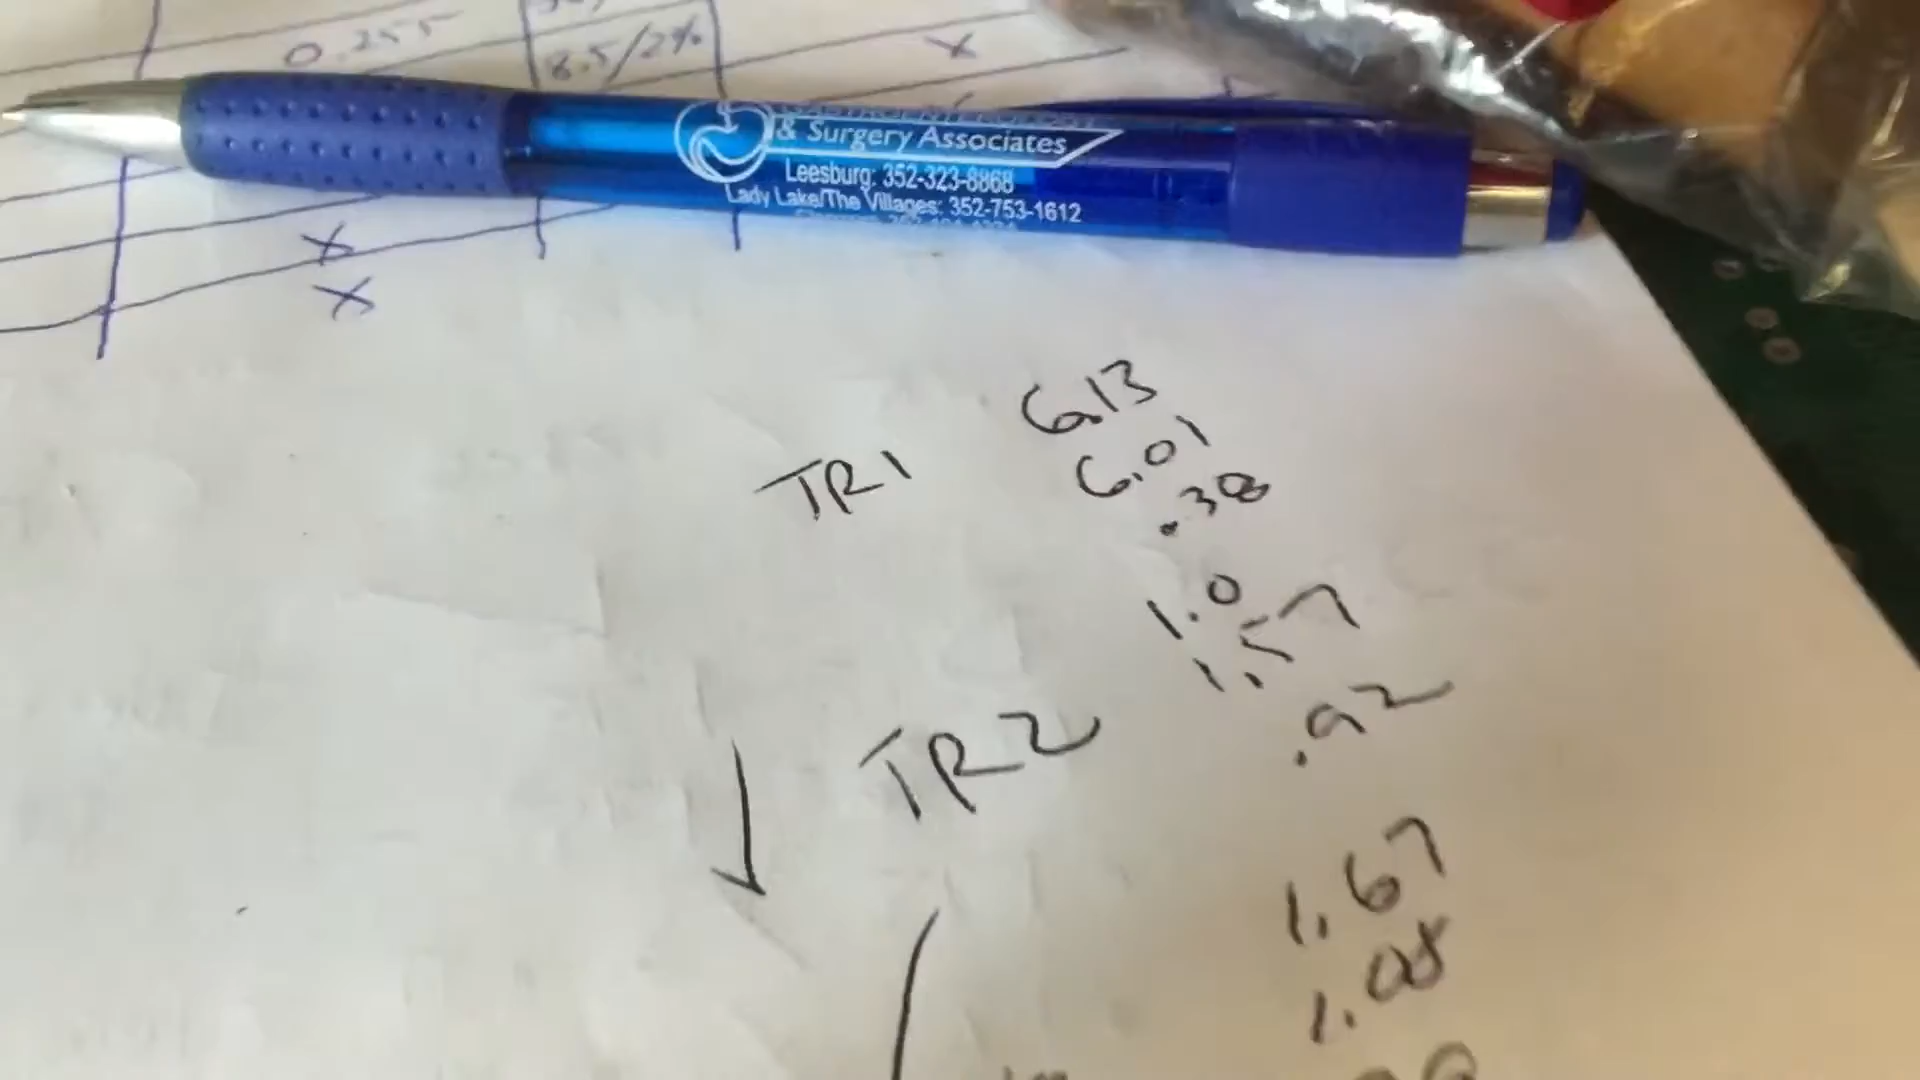 0.255
8.5/2%
x
& Surgery Associates
Leesburg: 352-323-8868
Lady Lake/The Villages: 352-753-1612
x
x
TR1
6.13
6.01
.38
1.0
1.57
TR2
.92
1.67
1.08